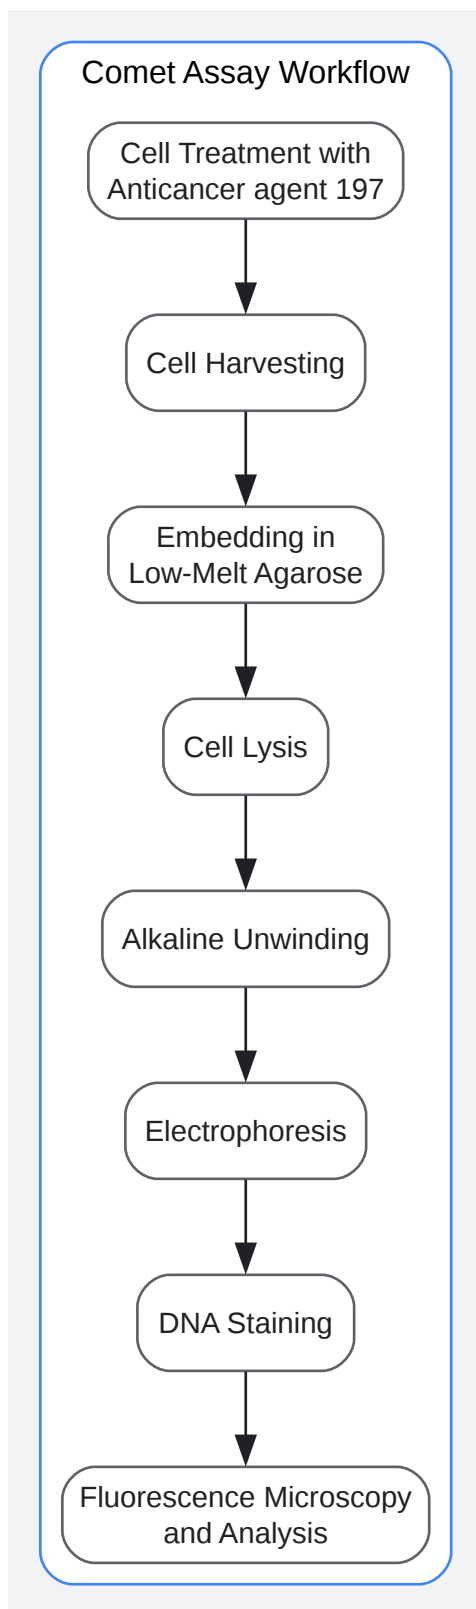 Comet Assay Workflow
Cell Treatment with
Anticancer agent 197
Cell Harvesting
Embedding in
Low-Melt Agarose
Cell Lysis
Alkaline Unwinding
Electrophoresis
DNA Staining
Fluorescence Microscopy
and Analysis